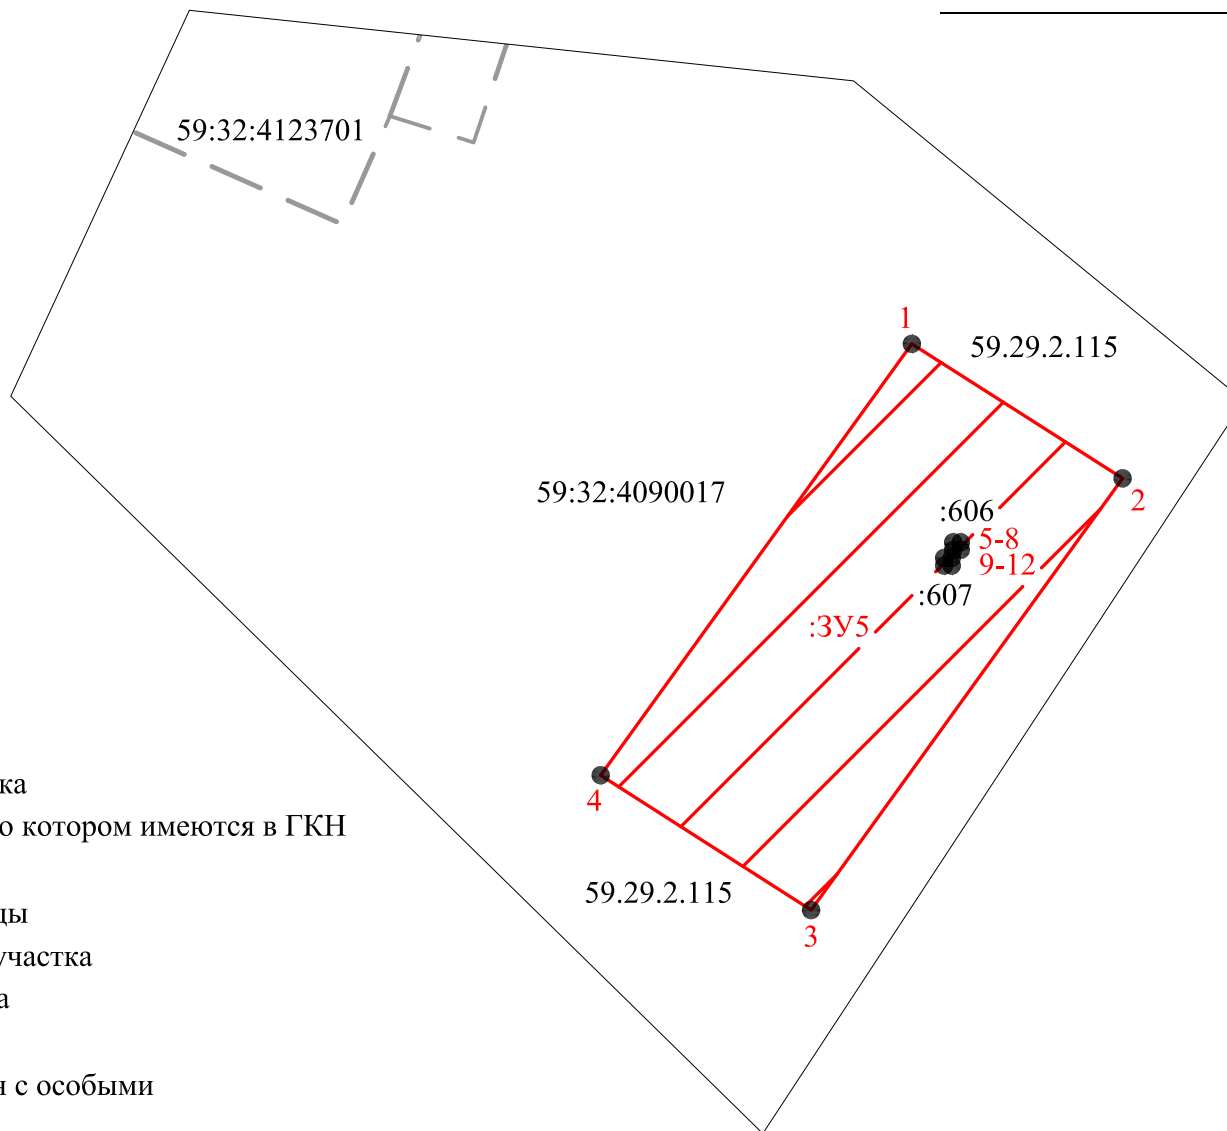 59:32:4123701
1
59.29.2.115
59:32:4090017
2
:606
5-8
9-12
:607
:ЗУ5
4
ка
о котором имеются в ГКН
59.29.2.115
цы
3
участка
а
с особыми